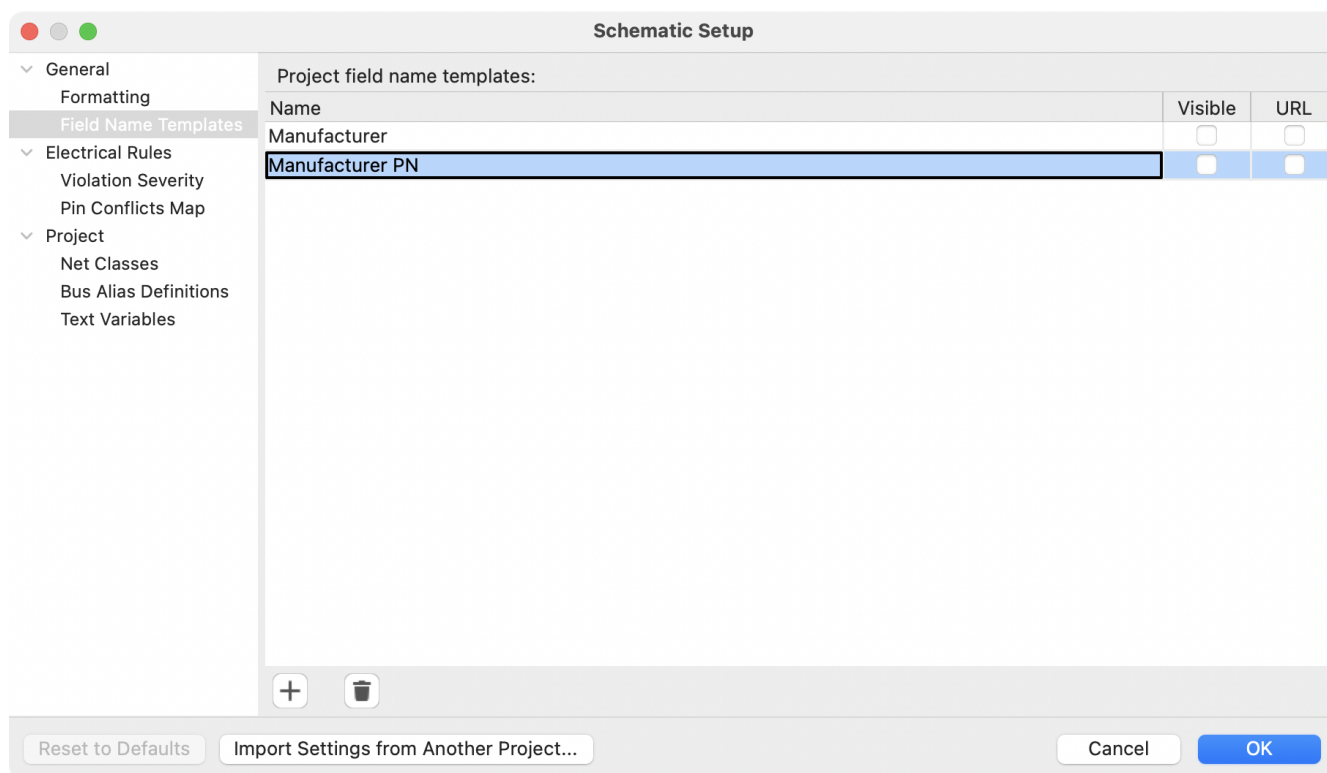 Schematic Setup
General
Formatting
Field Name Templates
Electrical Rules
Violation Severity
Pin Conflicts Map
Project
Net Classes
Bus Alias Definitions
Text Variables
Project field name templates:
Name Visible URL
Manufacturer
Manufacturer PN
Reset to Defaults Import Settings from Another Project... Cancel OK